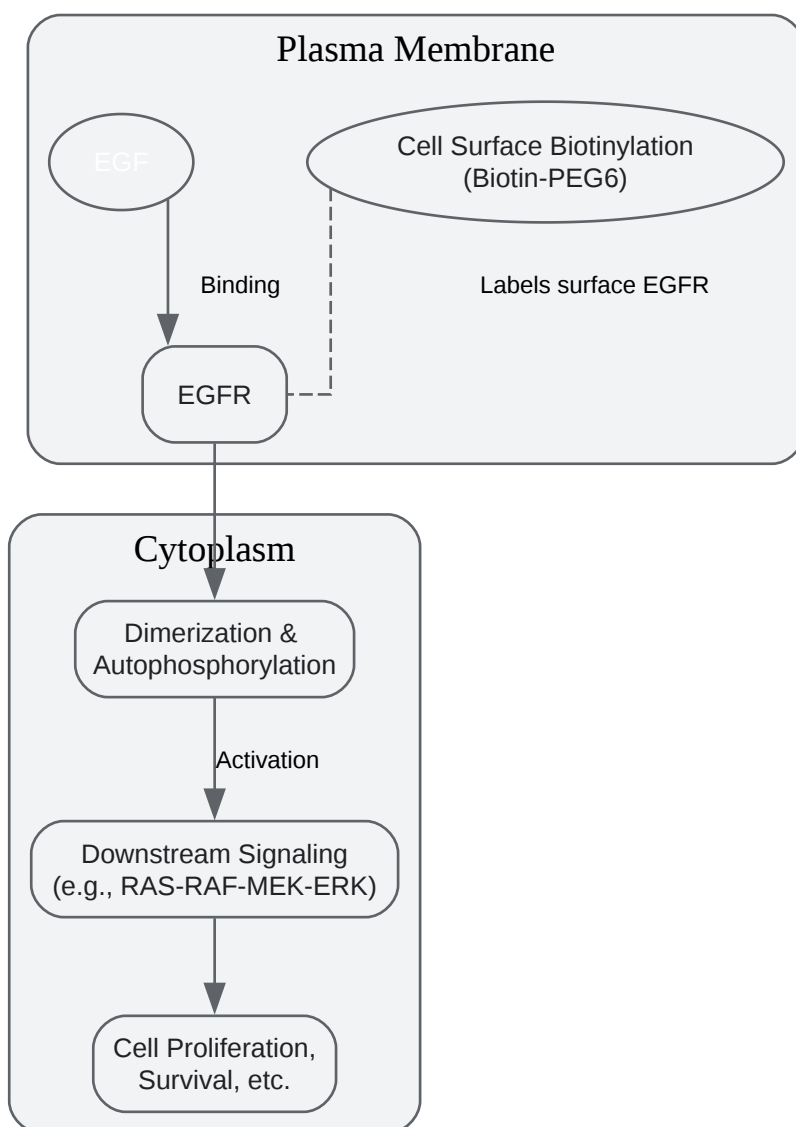 Plasma Membrane
EGF
Cell Surface Biotinylation
(Biotin-PEG6)
Binding
Labels surface EGFR
EGFR
Cytoplasm
Dimerization &
Autophosphorylation
Activation
Downstream Signaling
(e.g., RAS-RAF-MEK-ERK)
Cell Proliferation,
Survival, etc.